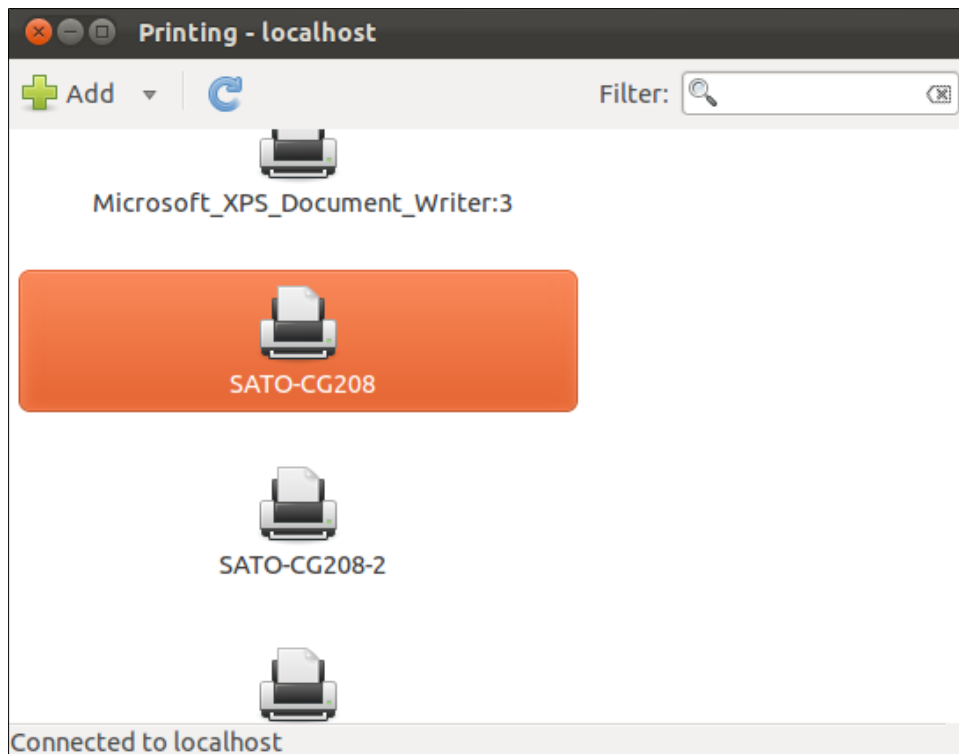 Printing - localhost
Add Filter:
Microsoft_XPS_Document_Writer:3
SATO-CG208
SATO-CG208-2
Connected to localhost